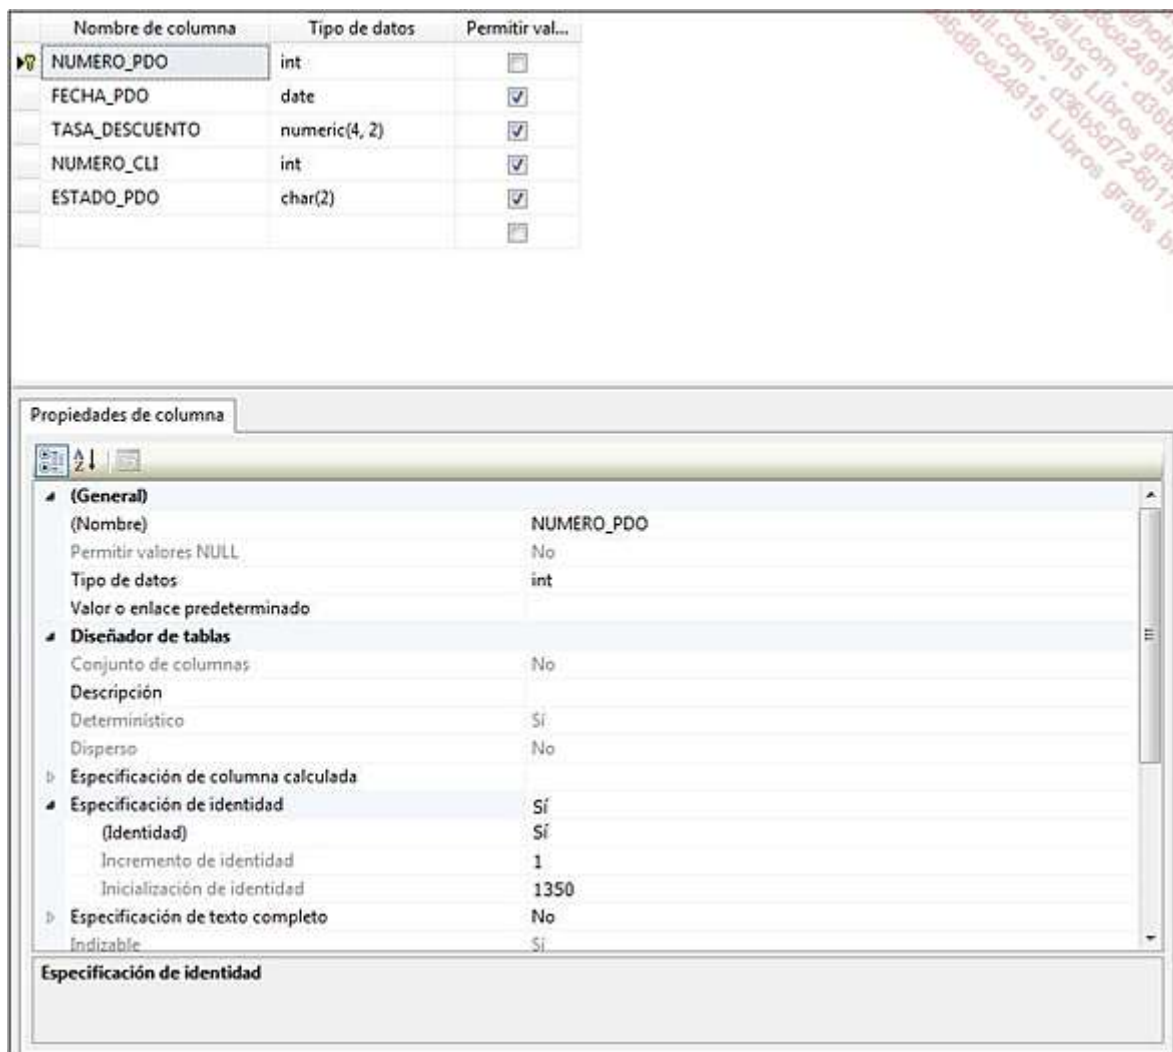 Nombre de columna Tipo de datos Permitir val...
NUMERO_PDO int
FECHA_PDO date
TASA_DESCUENTO numeric(4, 2)
NUMERO_CLI int
ESTADO_PDO char(2)
Propiedades de columna
(General)
(Nombre) NUMERO_PDO
Permitir valores NULL No
Tipo de datos int
Valor o enlace predeterminado
Diseñador de tablas
Conjunto de columnas No
Descripción
Determinístico Sí
Disperso No
Especificación de columna calculada
Especificación de identidad Sí
(Identidad) Sí
Incremento de identidad 1
Inicialización de identidad 1350
Especificación de texto completo No
Indizable Sí
Especificación de identidad